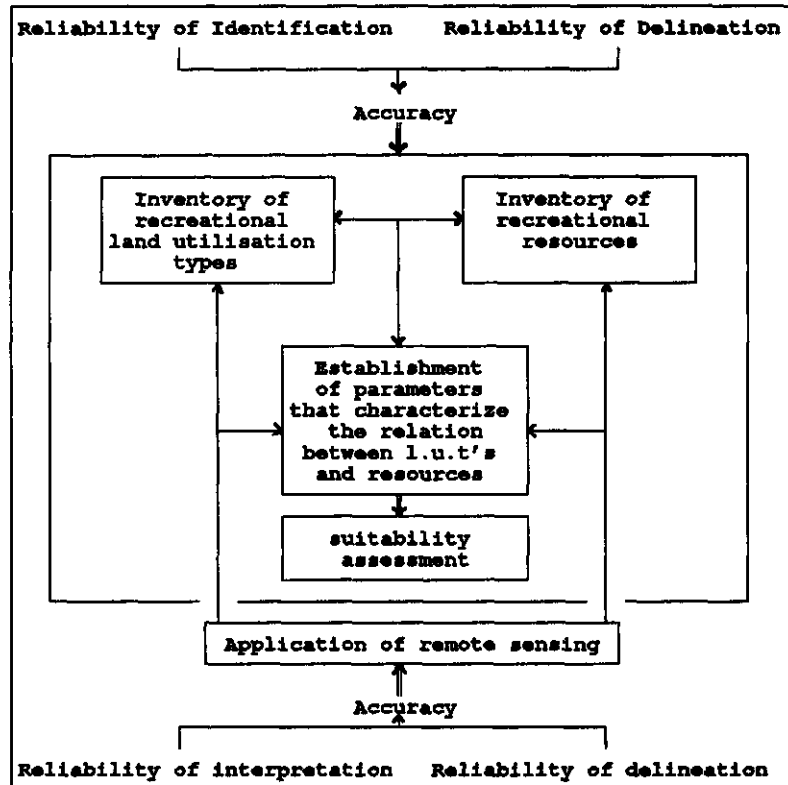 Reliability of Identification Reliability of Delineation
Accuracy
Inventory of
recreational
land utilisation
types
Inventory of
recreational
resources
Establishment
of parameters
that characterize
the relation
between l.u.t's
and resources
suitability
assessment
Application of remote sensing
Accuracy
Reliability of interpretation Reliability of delineation